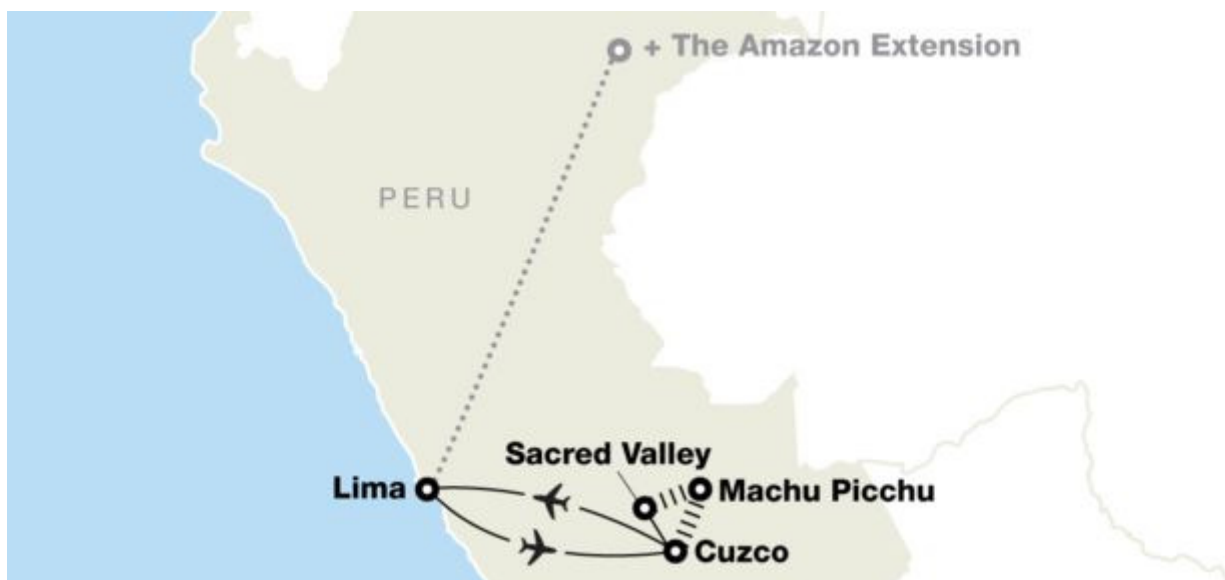 + The Amazon Extension
PERU
Sacred Valley
Lima
Machu Picchu
Cuzco